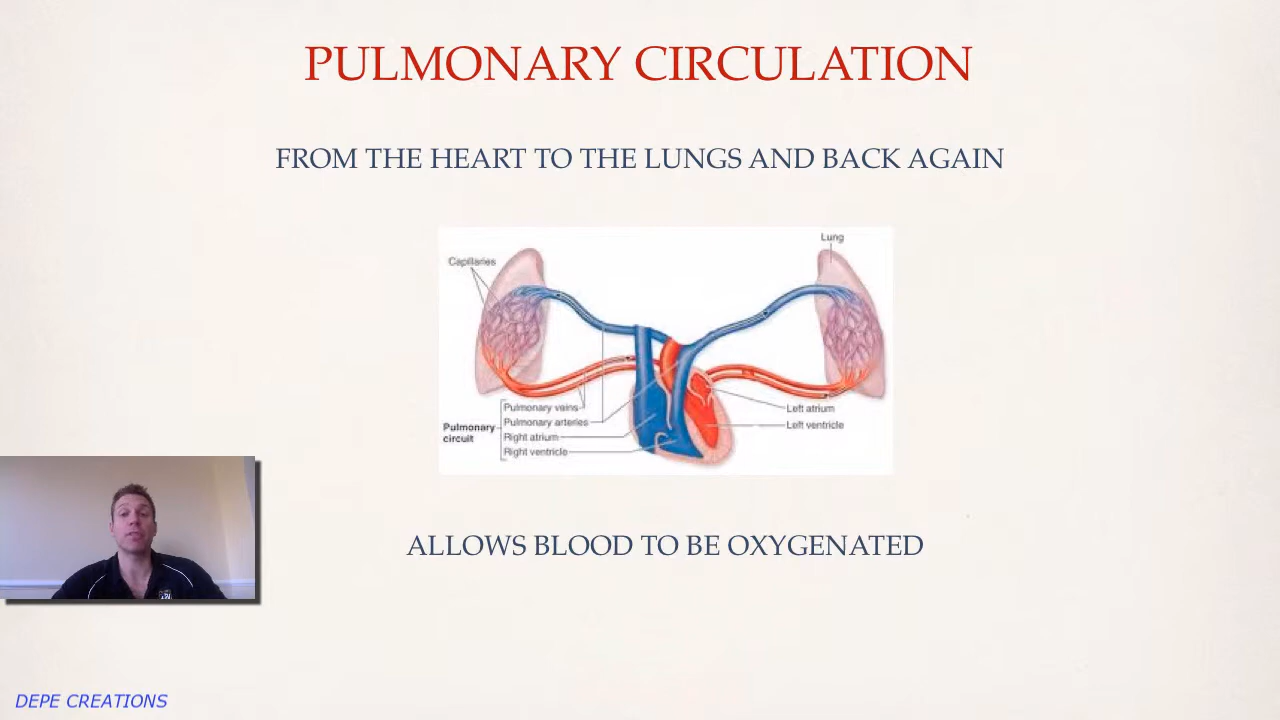 PULMONARY CIRCULATION
FROM THE HEART TO THE LUNGS AND BACK AGAIN
Lung
Capillaries
Pulmonary veins
Pulmonary arteries
Pulmonary circuit
Right atrium
Right ventricle
Left atrium
Left ventricle
ALLOWS BLOOD TO BE OXYGENATED
DEPE CREATIONS